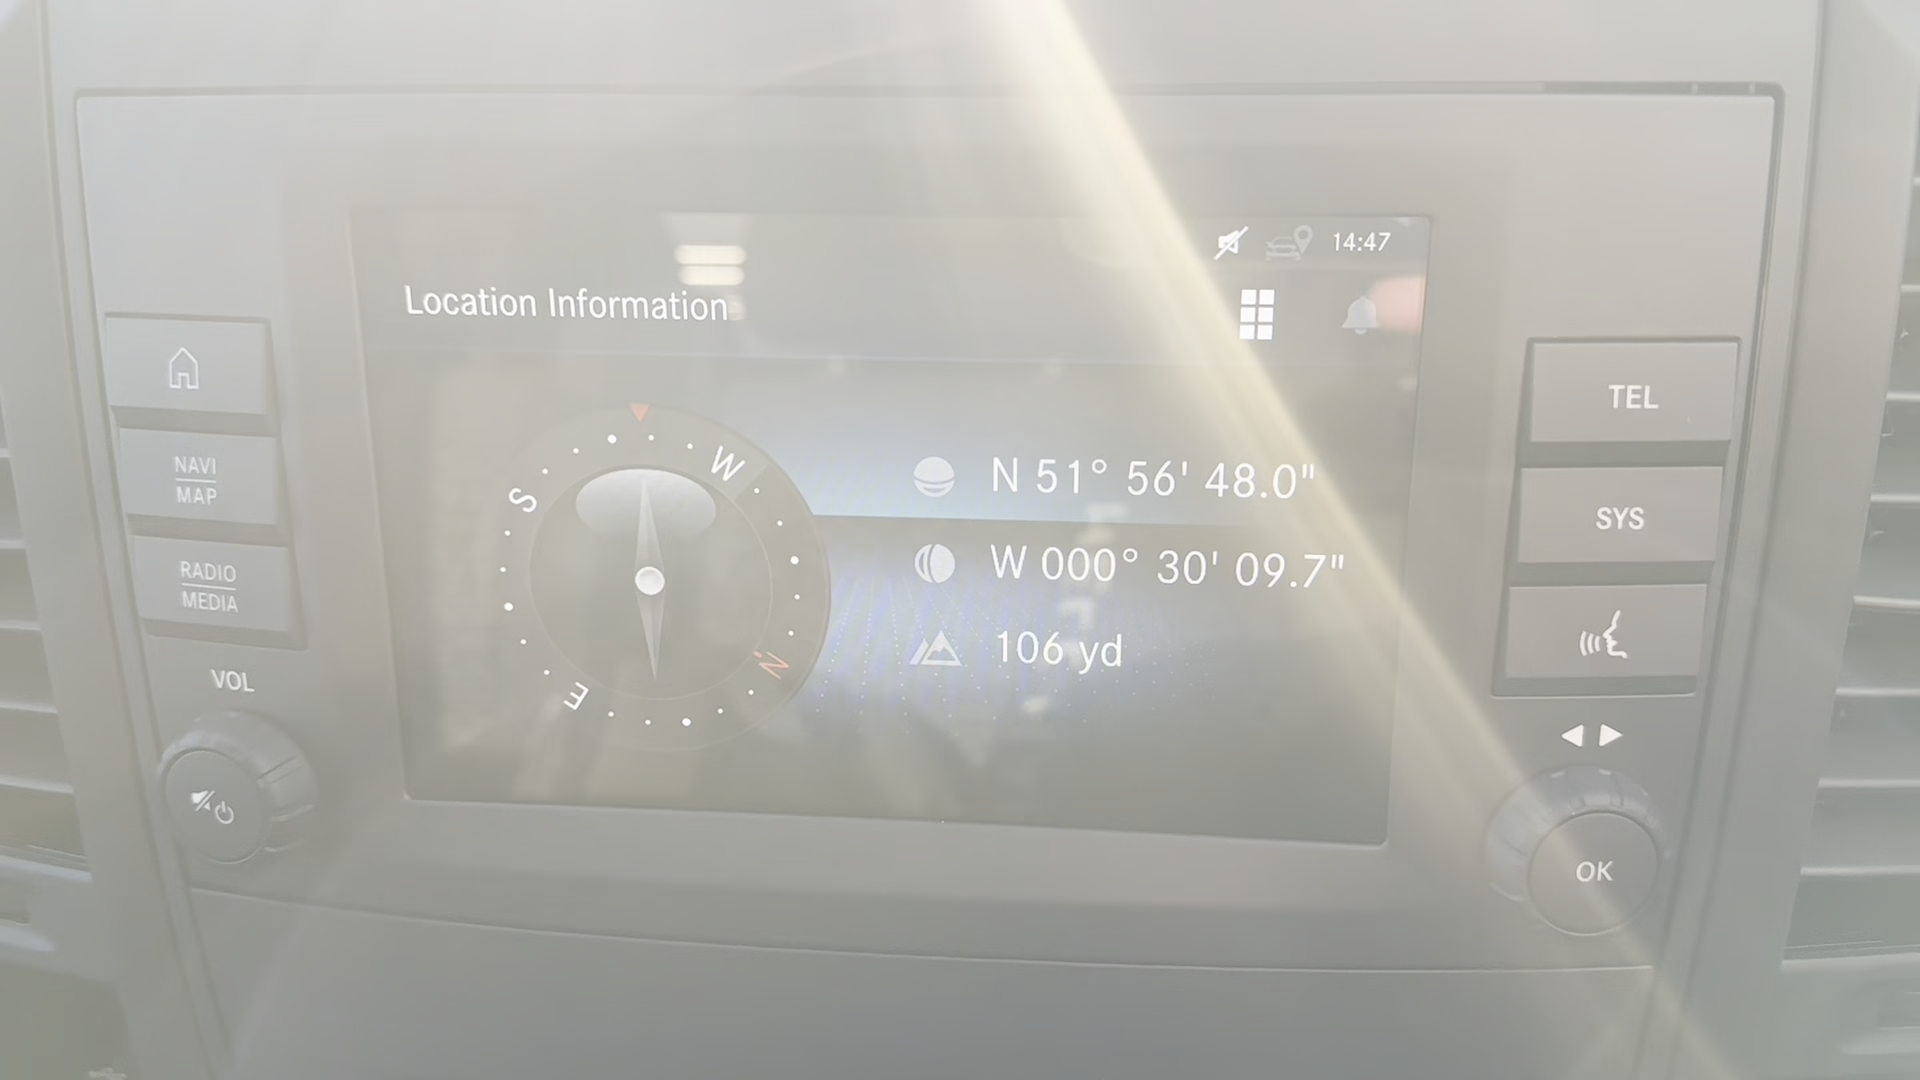 14:47
Location Information
W
S
N
E
N 51° 56' 48.0"
W 000° 30' 09.7"
106 yd
NAVI
MAP
RADIO
MEDIA
VOL
TEL
SYS
OK